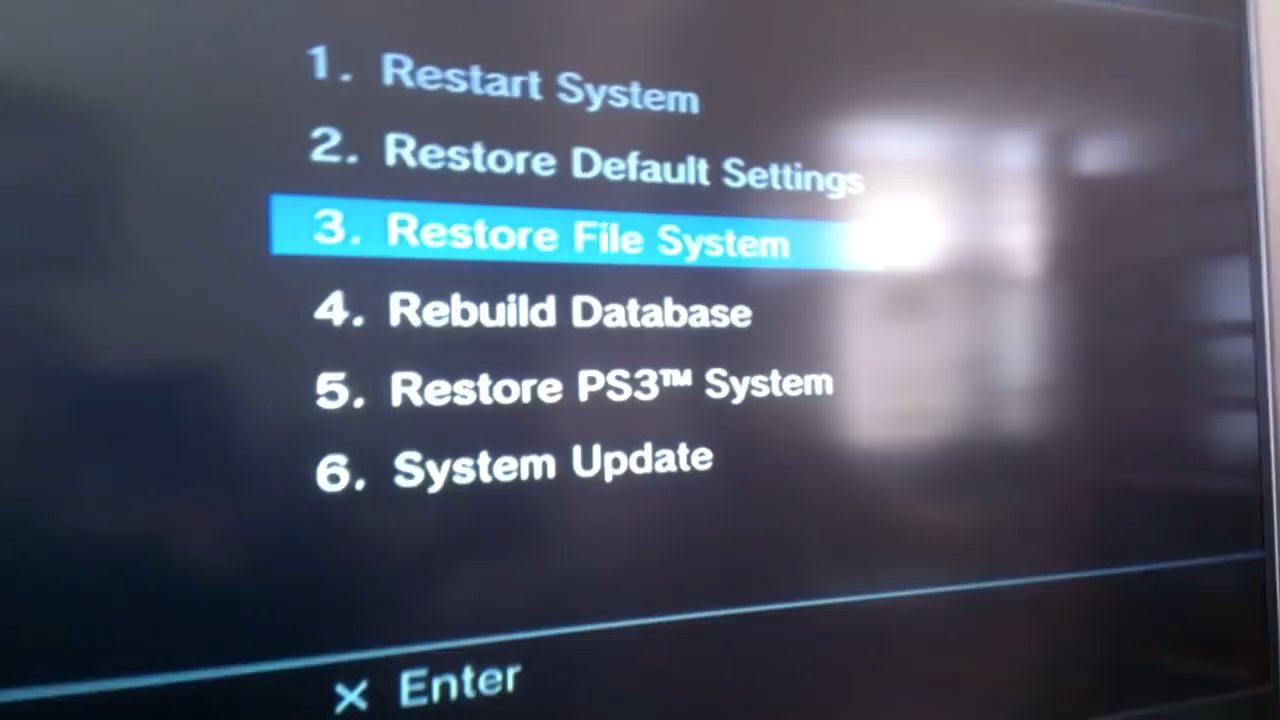 1. Restart System
2. Restore Default Settings
3. Restore File System
4. Rebuild Database
5. Restore PS3™ System
6. System Update
✕ Enter